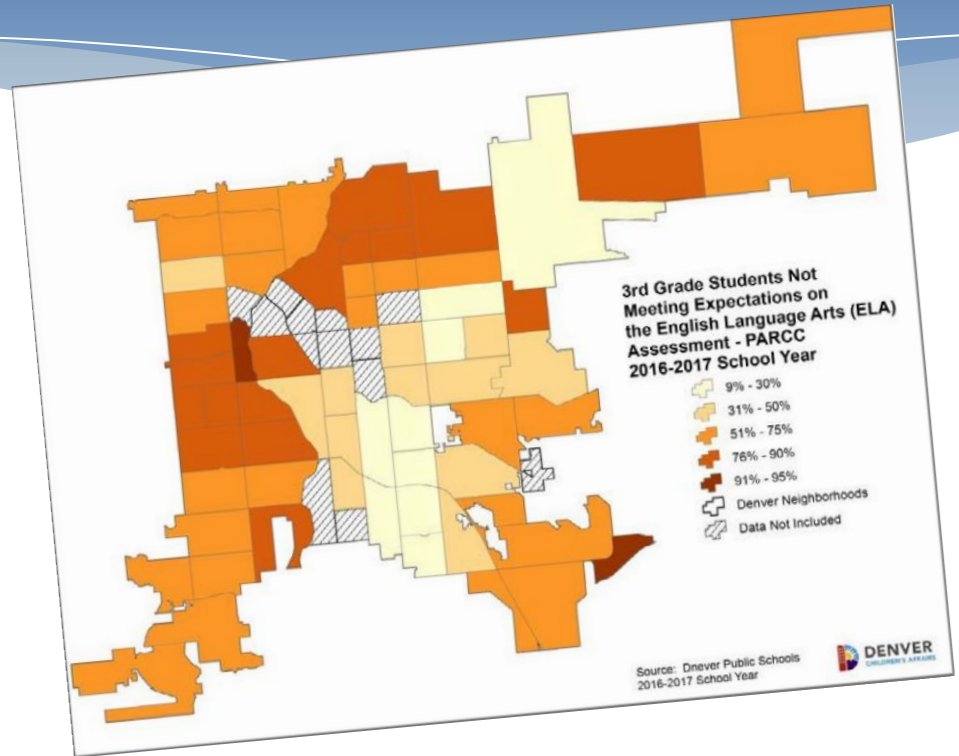 3rd Grade Students Not
Meeting Expectations on
the English Language Arts (ELA)
Assessment - PARCC
2016-2017 School Year
9% - 30%
31% - 50%
51% - 75%
76% - 90%
91% - 95%
Denver Neighborhoods
Data Not Included
Source: Dnever Public Schools
2016-2017 School Year
DENVER
CHILDREN'S AFFAIRS